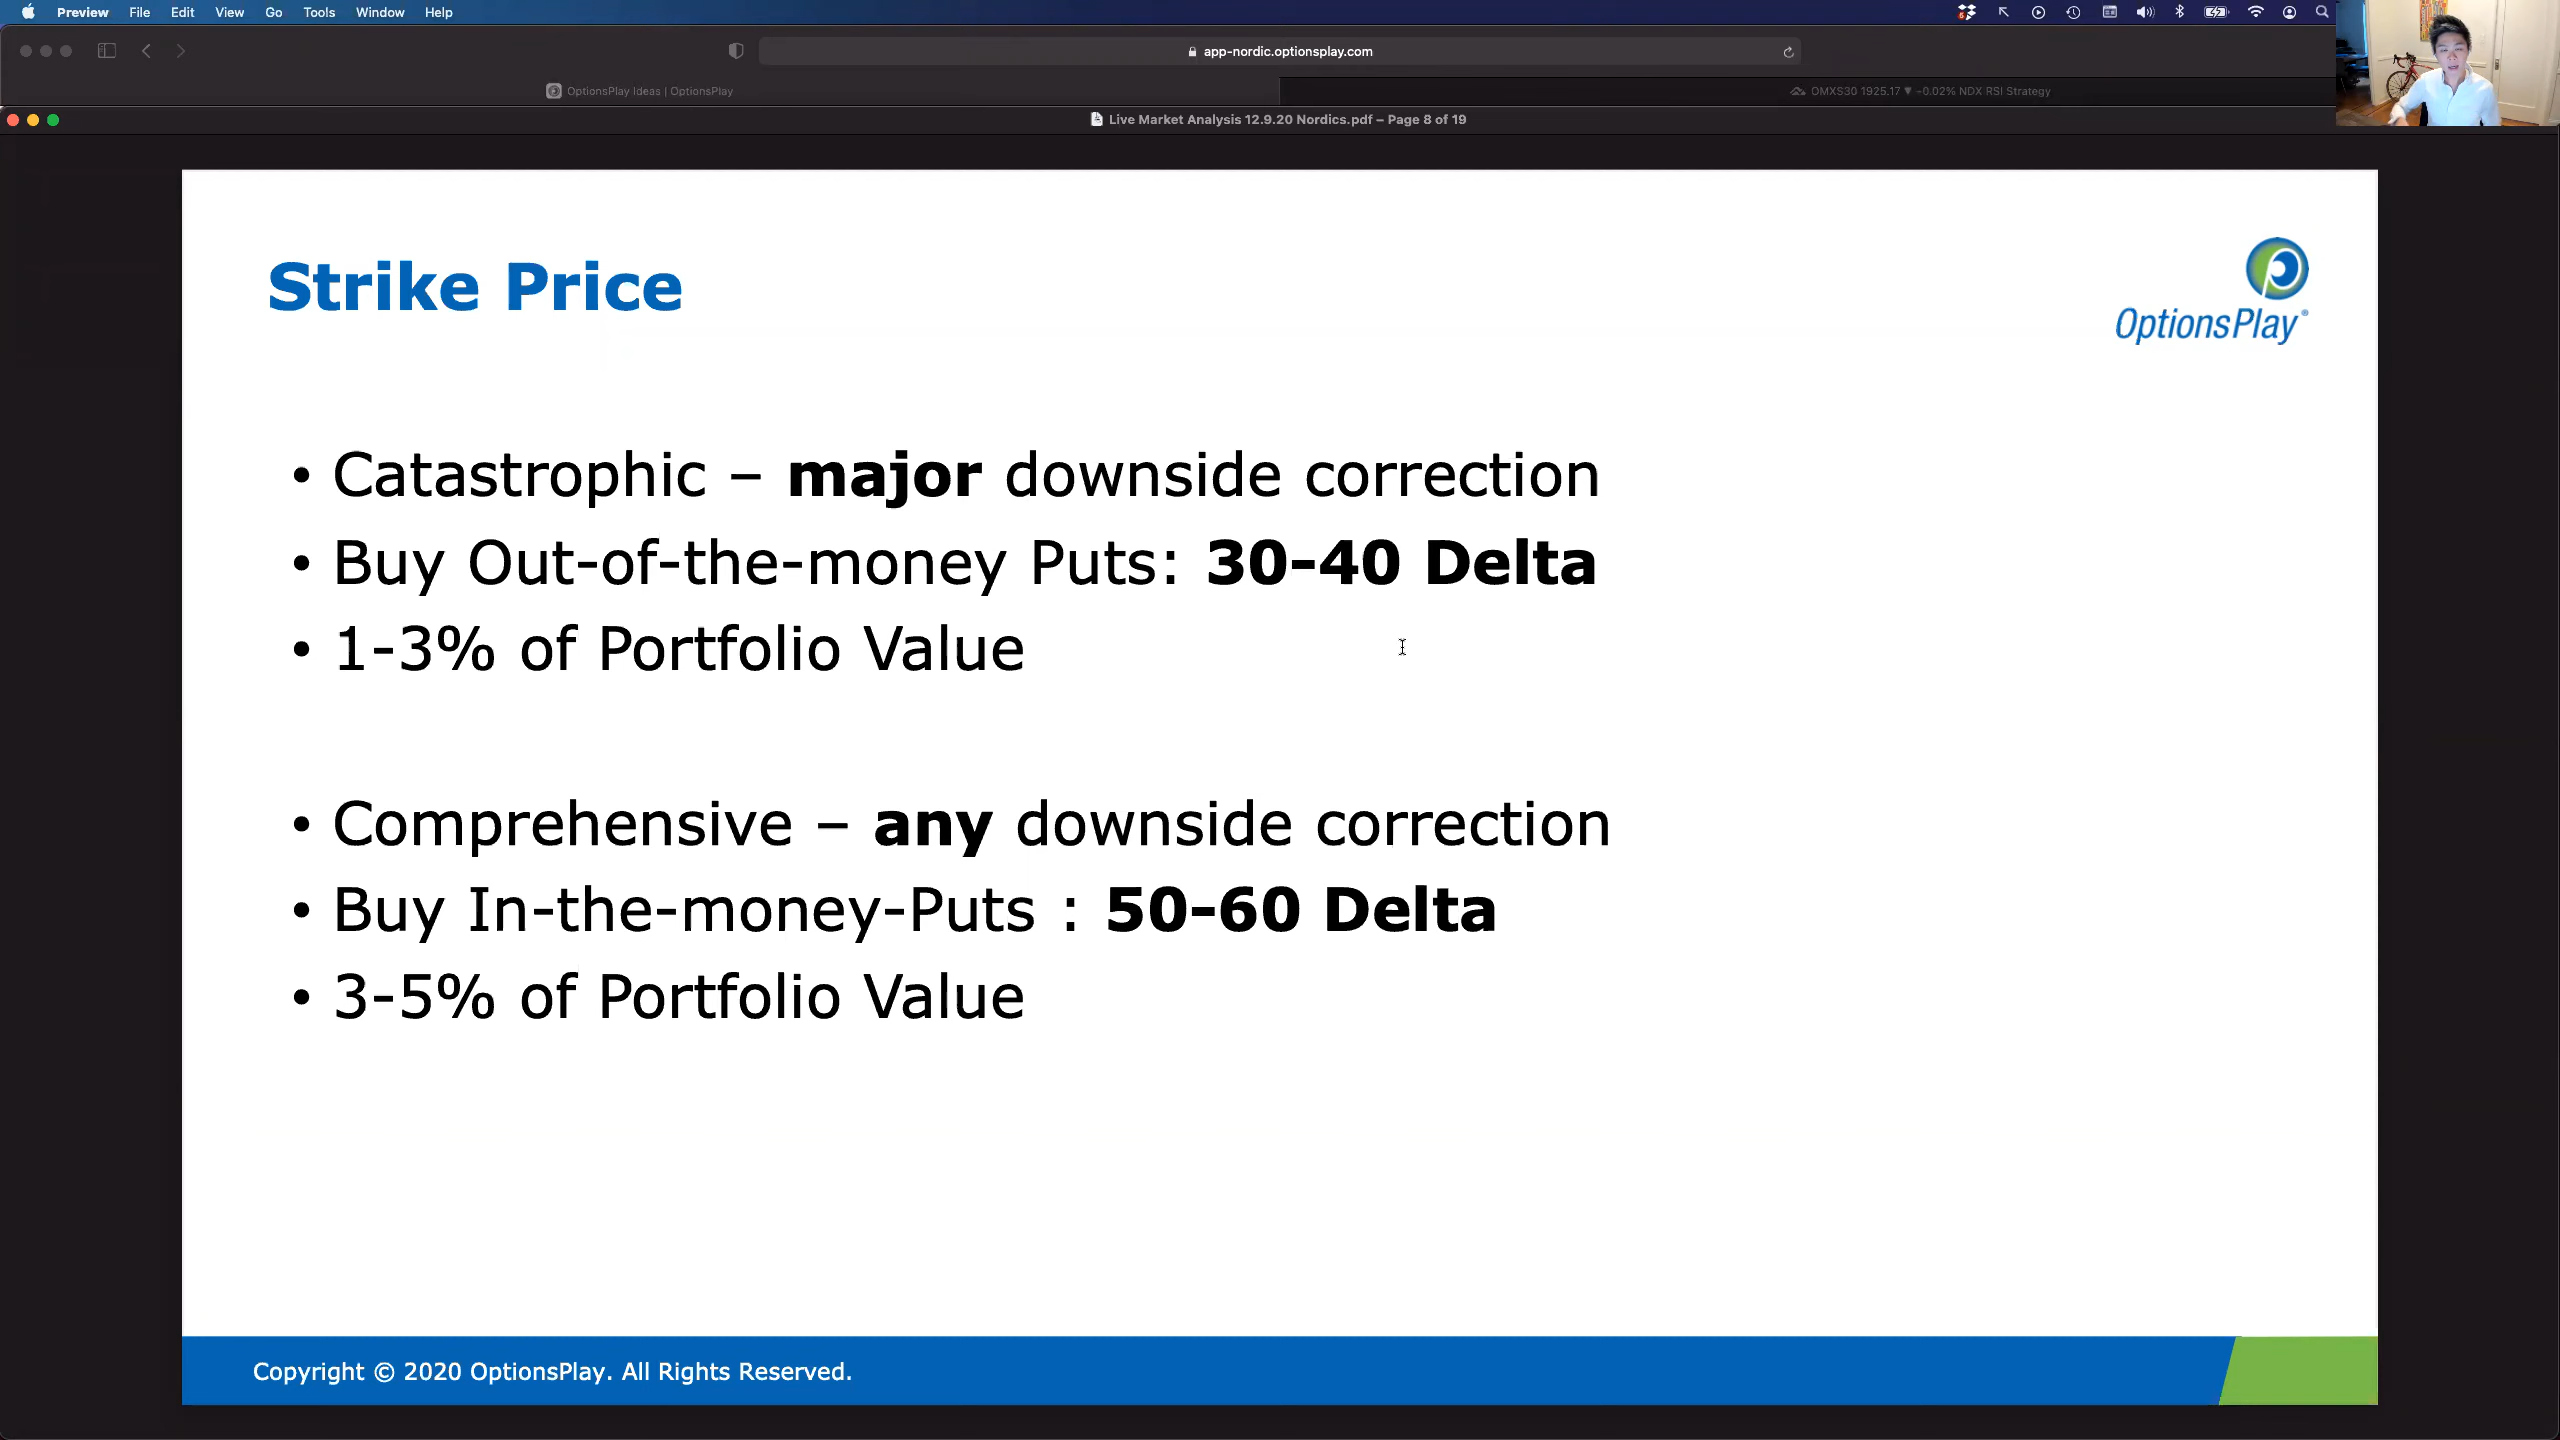 Preview File Edit View Go Tools Window Help
app-nordic.optionsplay.com
OptionsPlay Ideas | OptionsPlay
OMXS30 1925.17 ▼ −0.02% NDX RSI Strategy
Live Market Analysis 12.9.20 Nordics.pdf – Page 8 of 19
Strike Price
OptionsPlay®
• Catastrophic – major downside correction
• Buy Out-of-the-money Puts: 30-40 Delta
• 1-3% of Portfolio Value
• Comprehensive – any downside correction
• Buy In-the-money-Puts : 50-60 Delta
• 3-5% of Portfolio Value
Copyright © 2020 OptionsPlay. All Rights Reserved.